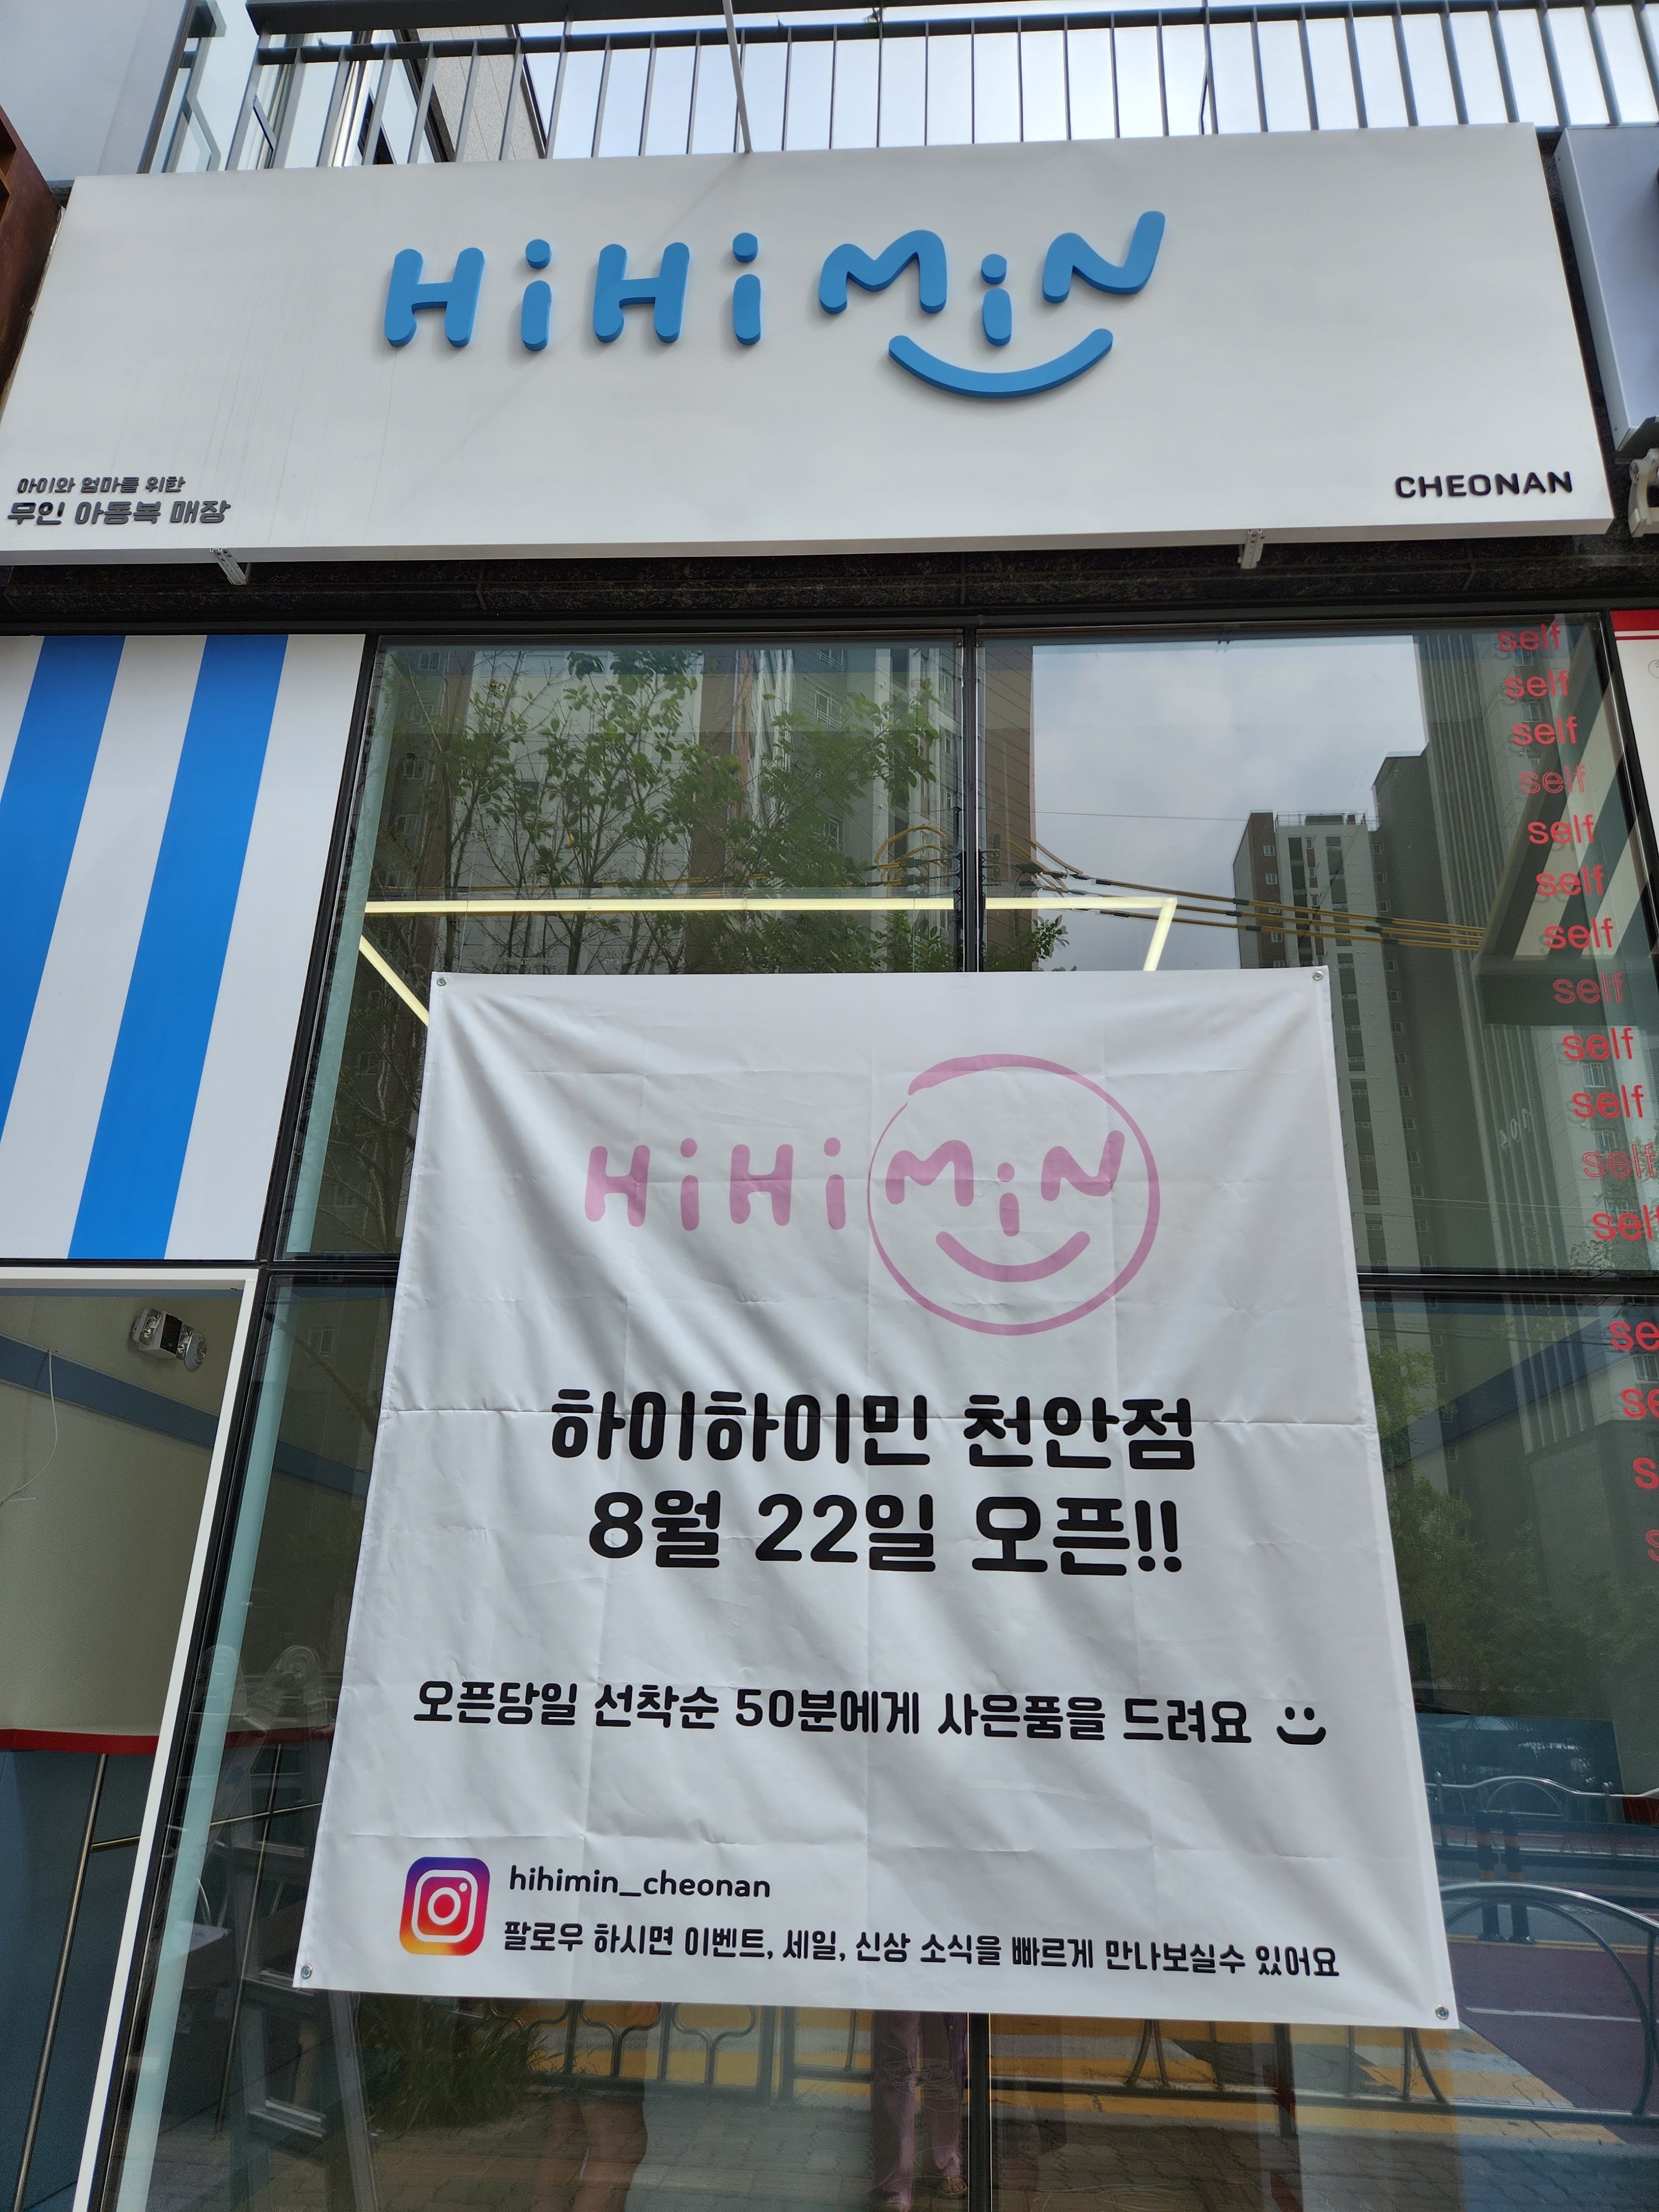 HiHi MiN
아이와 엄마를 위한
무인 아동복 매장
CHEONAN
self
self
self
self
self
self
self
self
self
self
self
self
HiHi MiN
하이하이민 천안점
8월 22일 오픈!!
오픈당일 선착순 50분에게 사은품을 드려요
hihimin_cheonan
팔로우 하시면 이벤트, 세일, 신상 소식을 빠르게 만나보실수 있어요